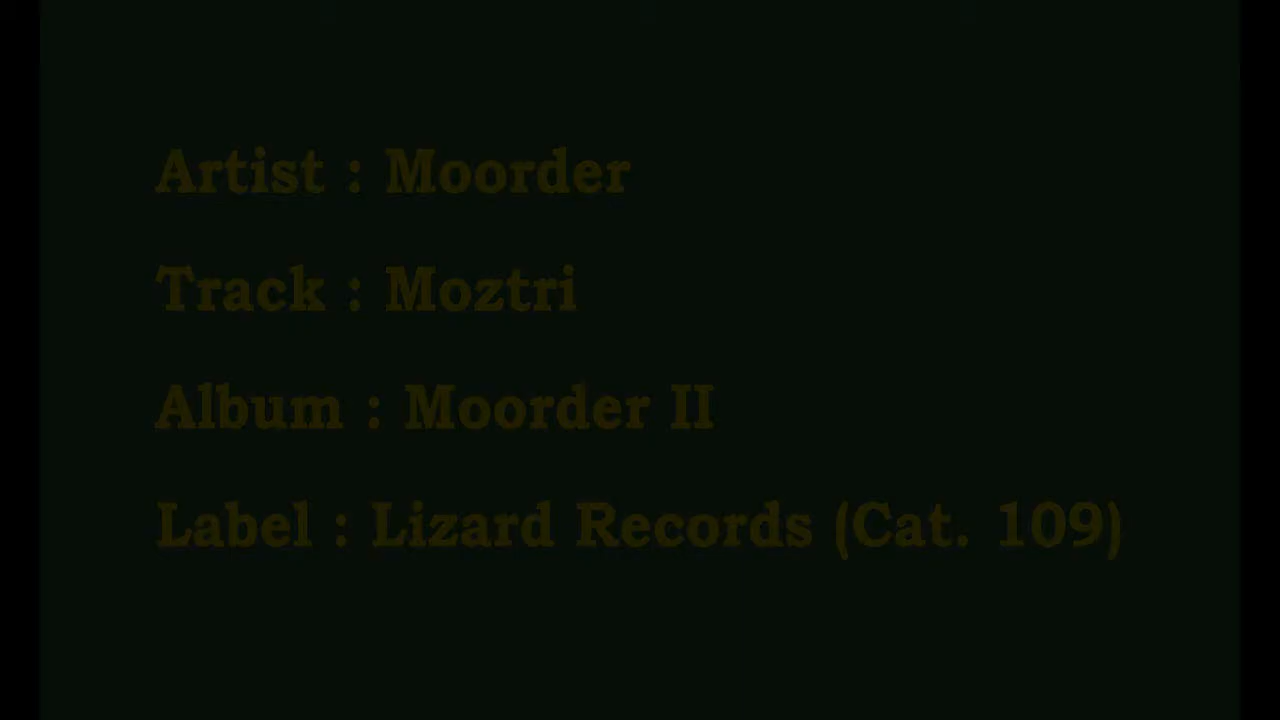 Artist : Moorder
Track : Moztri
Album : Moorder II
Label : Lizard Records (Cat. 109)